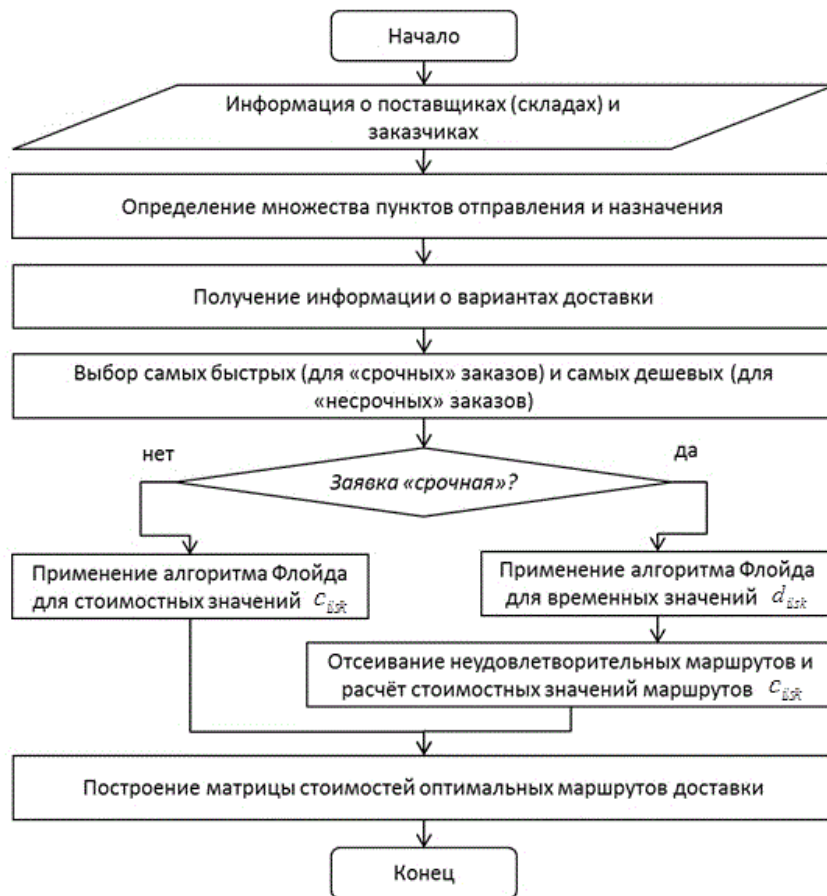 Начало
Информация о поставщиках (складах) и
заказчиках
Определение множества пунктов отправления и назначения
Получение информации о вариантах доставки
Выбор самых быстрых (для «срочных» заказов) и самых дешевых (для
«несрочных» заказов)
нет
да
Заявка «срочная»?
Применение алгоритма Флойда
для стоимостных значений c
Применение алгоритма Флойда
для временных значений d
Отсеивание неудовлетворительных маршрутов и
расчёт стоимостных значений маршрутов c
Построение матрицы стоимостей оптимальных маршрутов доставки
Конец